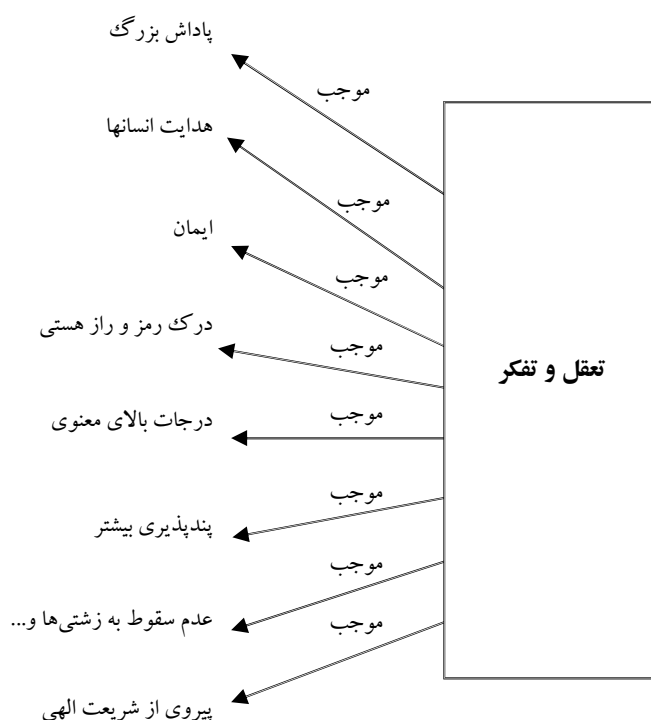 پاداش بزرگ
موجب
هدایت انسانها
موجب
ایمان
موجب
درک رمز و راز هستی
موجب
تعقل و تفکر
درجات بالای معنوی
موجب
پندپذیری بیشتر
موجب
عدم سقوط به زشتی‌ها و...
موجب
پیروی از شریعت الهی
موجب